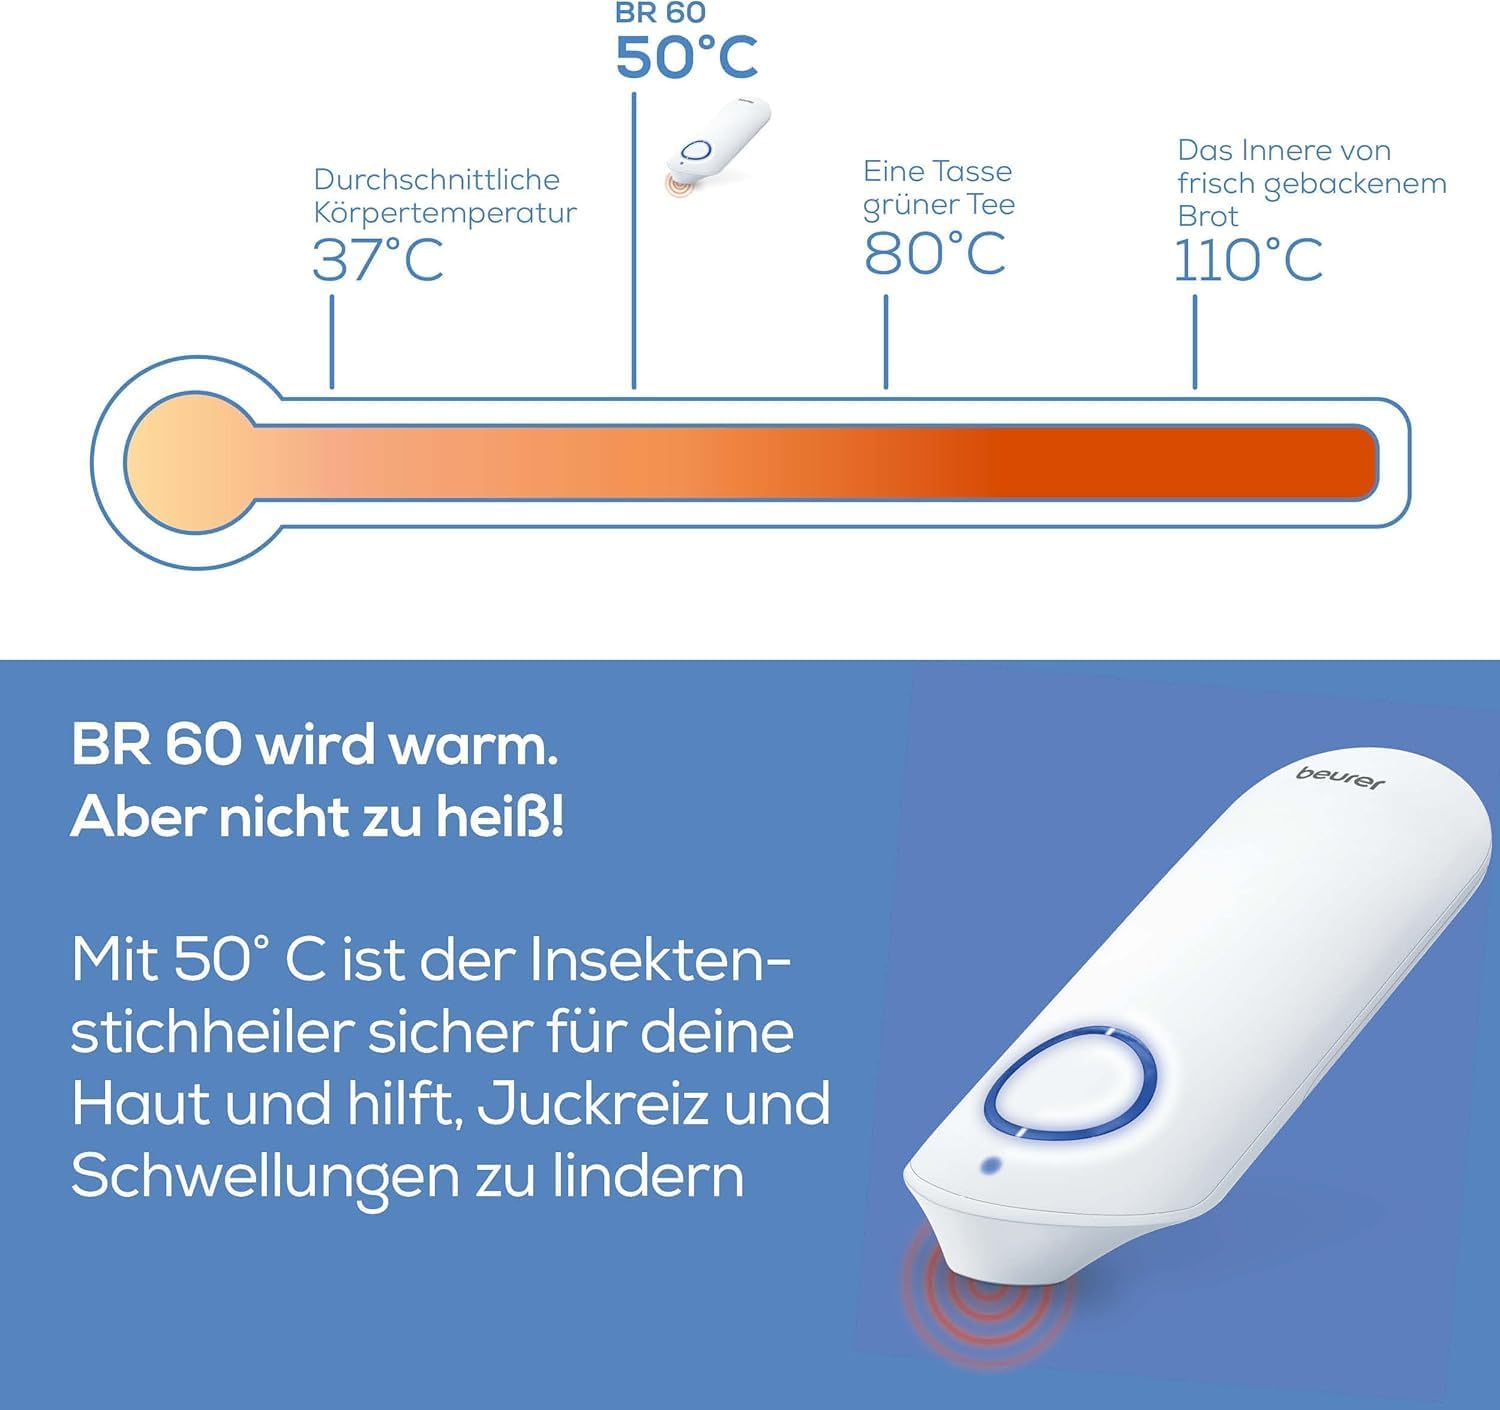 BR 60
50°C
Durchschnittliche
Körpertemperatur
37°C
Eine Tasse
grüner Tee
80°C
Das Innere von
frisch gebackenem
Brot
110°C
BR 60 wird warm.
Aber nicht zu heiß!
Mit 50° C ist der Insekten-
stichheiler sicher für deine
Haut und hilft, Juckreiz und
Schwellungen zu lindern
beurer